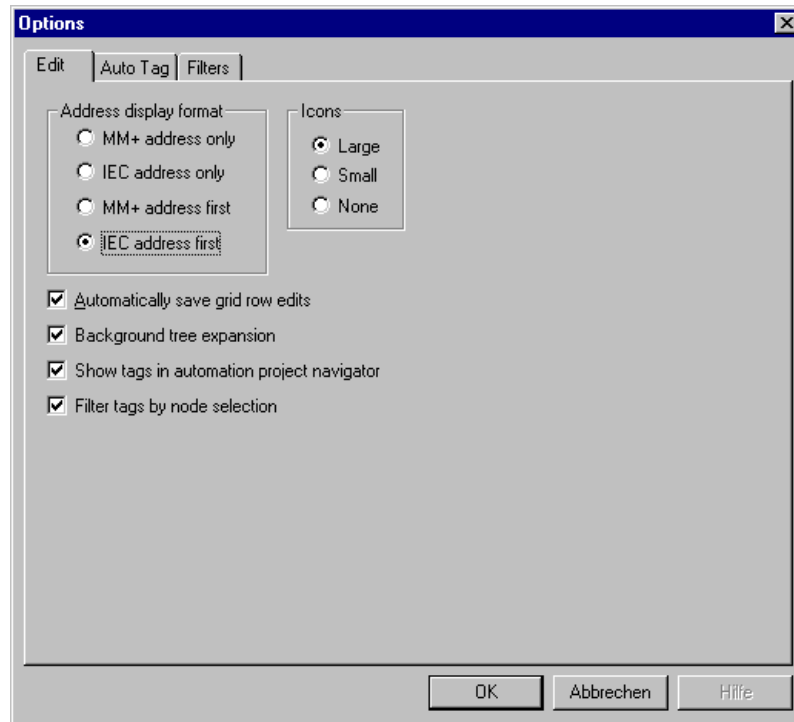 Options
Edit Auto Tag Filters
Address display format
MM+ address only
IEC address only
MM+ address first
IEC address first
Icons
Large
Small
None
Automatically save grid row edits
Background tree expansion
Show tags in automation project navigator
Filter tags by node selection
OK Abbrechen Hilfe